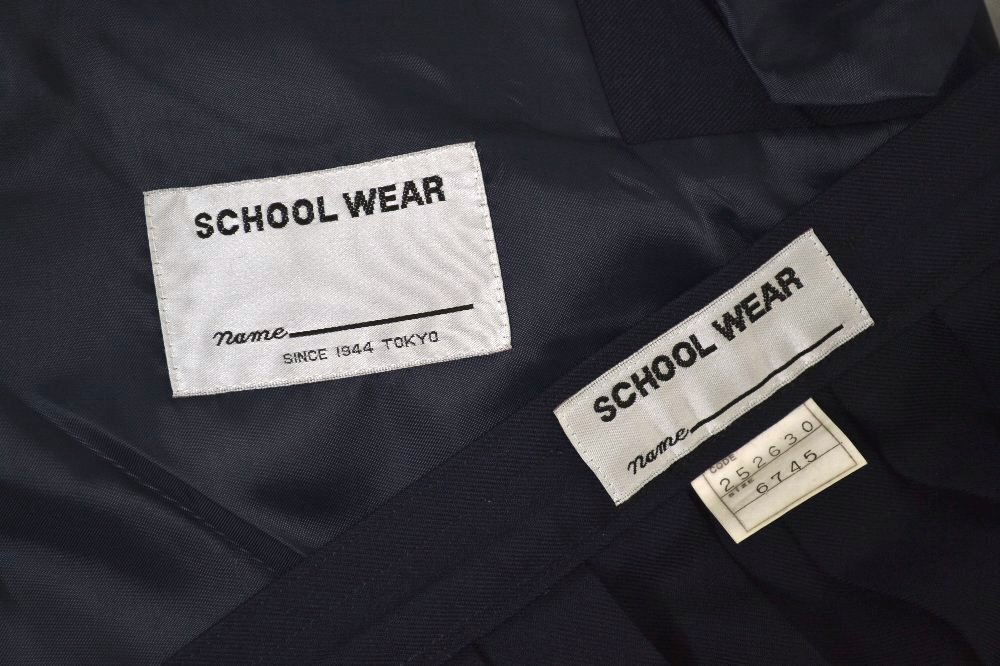 SCHOOL WEAR
name
SINCE 1944 TOKYO
SCHOOL WEAR
name
CODE
252630
SIZE
6745